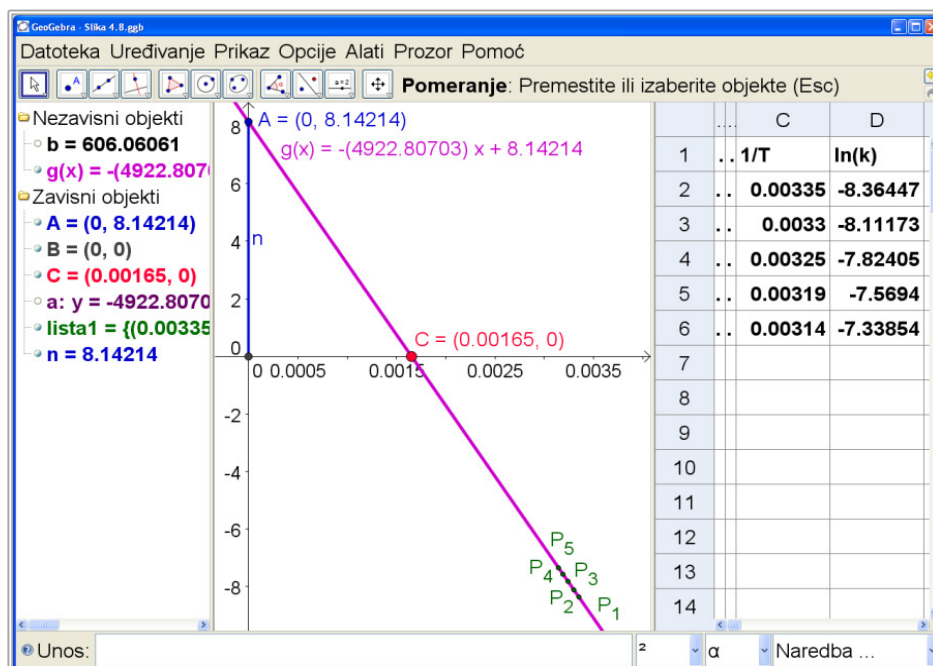 GeoGebra - Slika 4.8.ggb
Datoteka Uređivanje Prikaz Opcije Alati Prozor Pomoć
Pomeranje: Premestite ili izaberite objekte (Esc)
Nezavisni objekti
b = 606.06061
g(x) = -(4922.8070
Zavisni objekti
A = (0, 8.14214)
B = (0, 0)
C = (0.00165, 0)
a: y = -4922.8070
lista1 = {(0.00335
n = 8.14214
A = (0, 8.14214)
g(x) = -(4922.80703) x + 8.14214
n
C = (0.00165, 0)
8
6
4
2
0
-2
-4
-6
-8
0 0.0005 0.0015 0.0025 0.0035
P5
P4 P3
P2 P1
.... C D
1 .. 1/T ln(k)
2 .. 0.00335 -8.36447
3 .. 0.0033 -8.11173
4 .. 0.00325 -7.82405
5 .. 0.00319 -7.5694
6 .. 0.00314 -7.33854
7
8
9
10
11
12
13
14
Unos: ² α Naredba ...